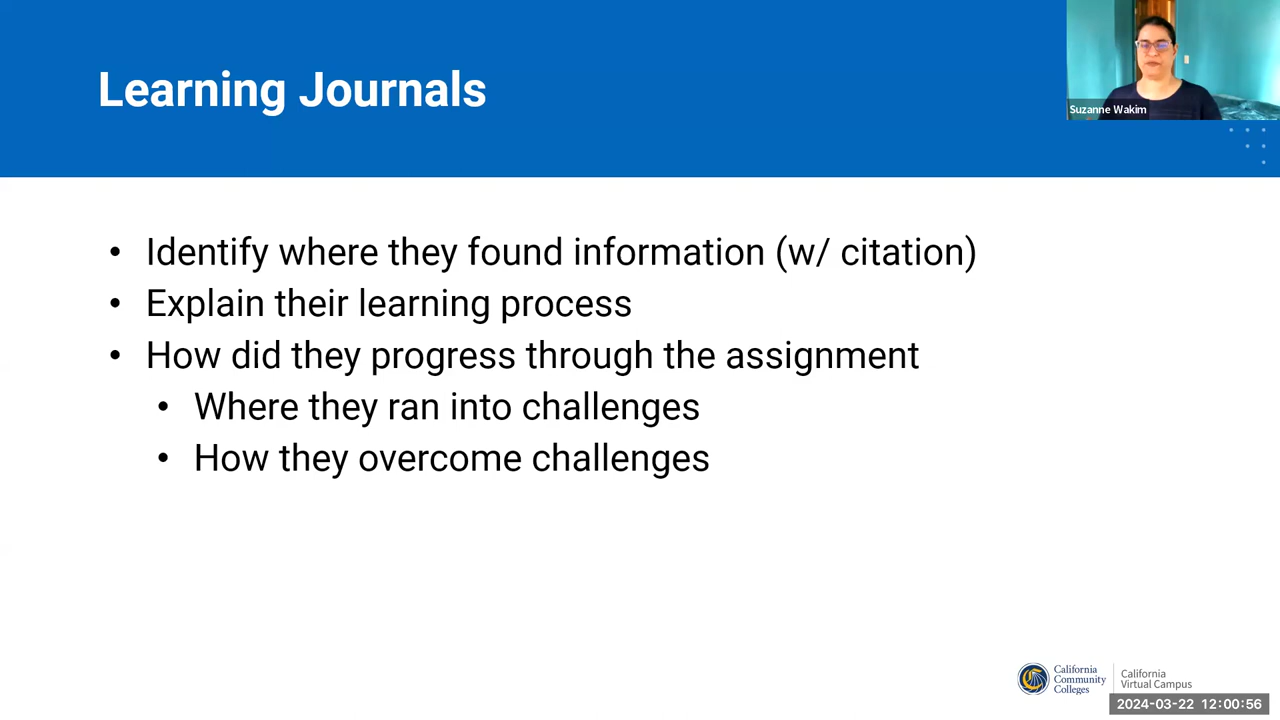 Learning Journals
Suzanne Wakim
• Identify where they found information (w/ citation)
• Explain their learning process
• How did they progress through the assignment
• Where they ran into challenges
• How they overcome challenges
California
Community
Colleges
California
Virtual Campus
2024-03-22 12:00:56